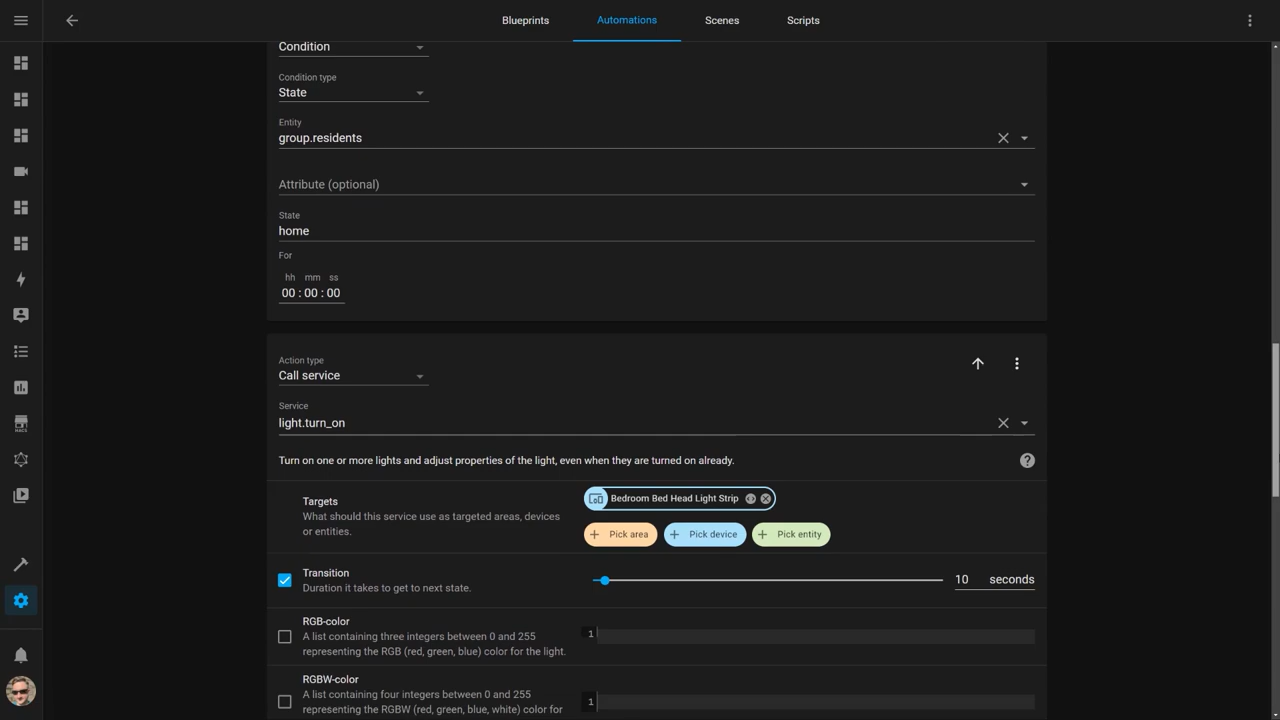 Blueprints
Automations
Scenes
Scripts
Condition
Condition type
State
Entity
group.residents
Attribute (optional)
State
home
For
hh mm ss
00 : 00 : 00
Action type
Call service
Service
light.turn_on
Turn on one or more lights and adjust properties of the light, even when they are turned on already.
Targets
What should this service use as targeted areas, devices
or entities.
Bedroom Bed Head Light Strip
Pick area
Pick device
Pick entity
Transition
Duration it takes to get to next state.
10 seconds
RGB-color
A list containing three integers between 0 and 255
representing the RGB (red, green, blue) color for the light.
1
RGBW-color
A list containing four integers between 0 and 255
representing the RGBW (red, green, blue, white) color for
1
HACS